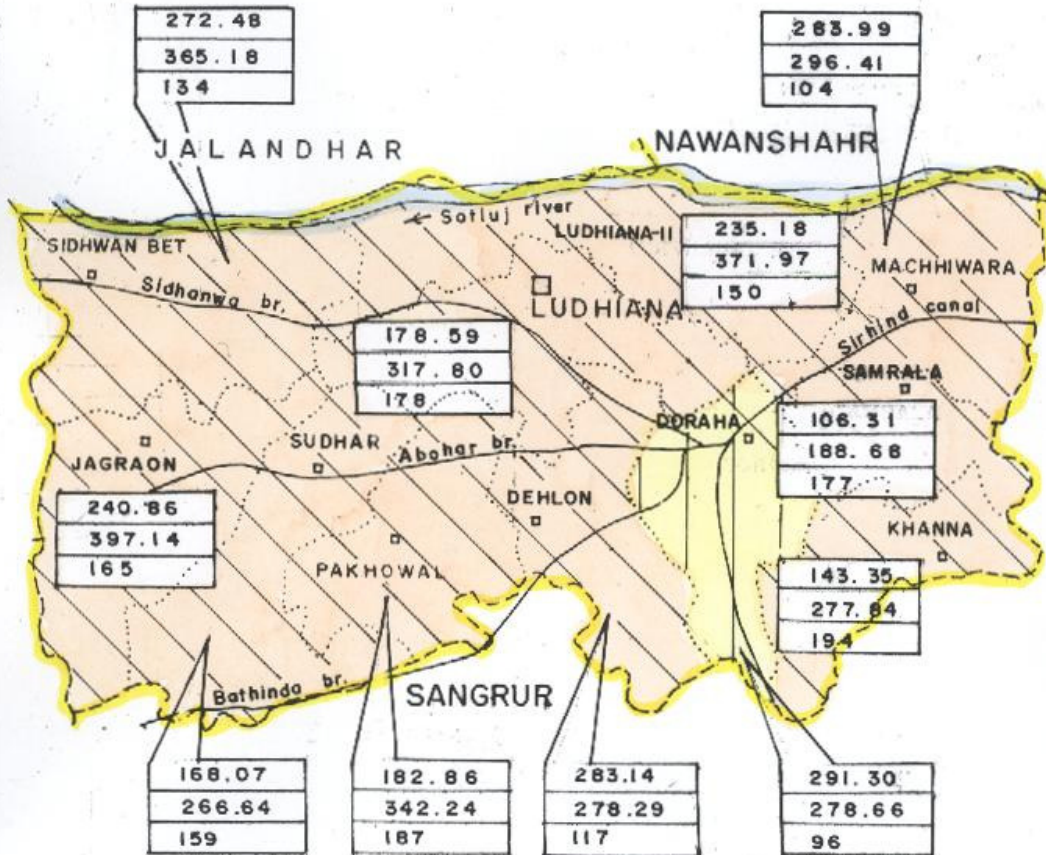 272.48
365.18
134
283.99
296.41
104
JALANDHAR
NAWANSHAHR
← Satluj river
SIDHWAN BET
LUDHIANA-II
235.18
371.97
150
MACHHIWARA
Sidhanwa br.
LUDHIANA
Sirhind canal
178.59
317.80
178
SAMRALA
DORAHA
106.31
188.68
177
SUDHAR
Abohar br.
JAGRAON
240.86
397.14
165
DEHLON
KHANNA
PAKHOWAL
143.35
277.84
194
Bathinda br.
SANGRUR
168.07
266.64
159
182.86
342.24
187
283.14
278.29
117
291.30
278.66
96